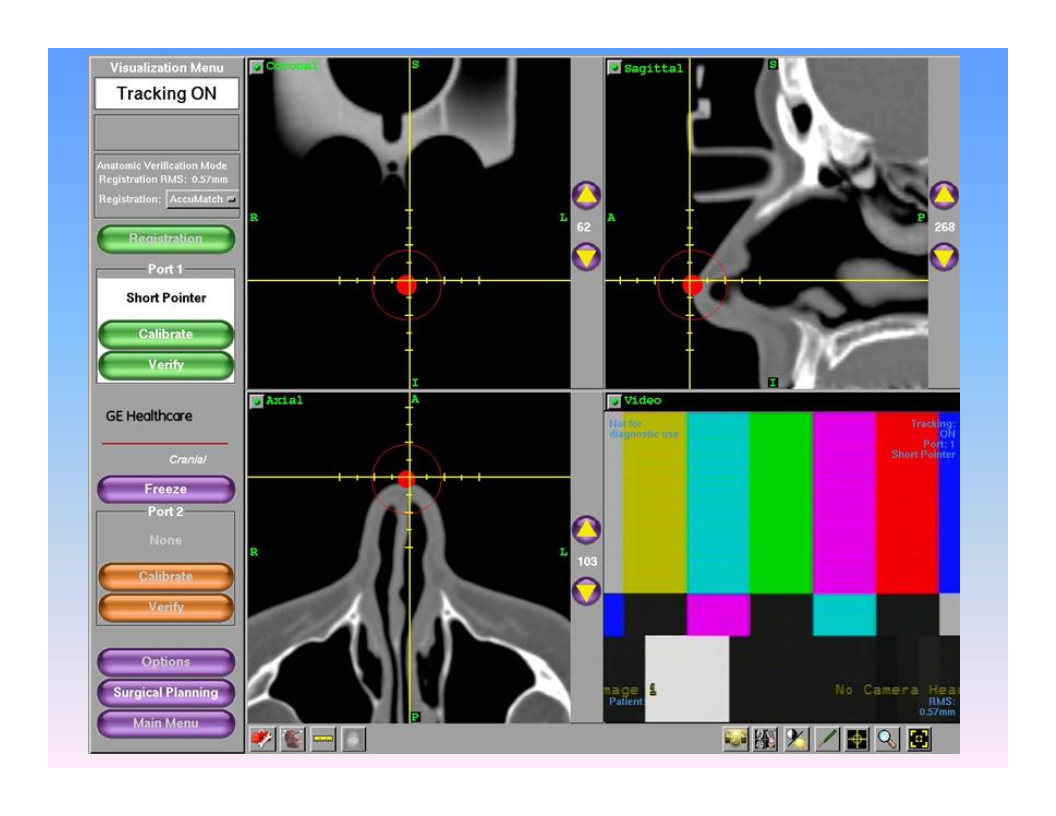 Visualization Menu
Tracking ON
Anatomic Verification Mode
Registration RMS: 0.57mm
Registration: AccuMatch
Registration
Port 1
Short Pointer
Calibrate
Verify
GE Healthcare
Cranial
Freeze
Port 2
None
Calibrate
Verify
Options
Surgical Planning
Main Menu
Coronal
S
R
L
62
I
Sagittal
S
A
P
268
I
Axial
A
R
L
103
P
Video
Not for
diagnostic use
Tracking:
ON
Port: 1
Short Pointer
mage 1
No Camera Head
Patient:
RMS:
0.57mm